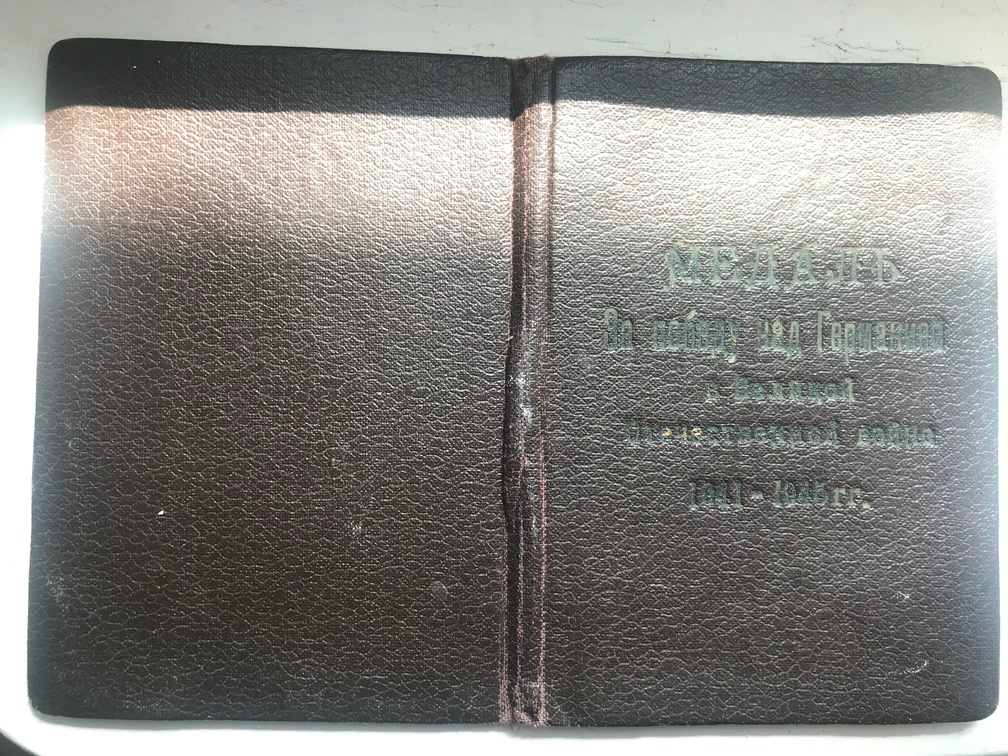 МЕДАЛЬ
За победу над Германией
в Великой
Отечественной войне
1941-1945гг.